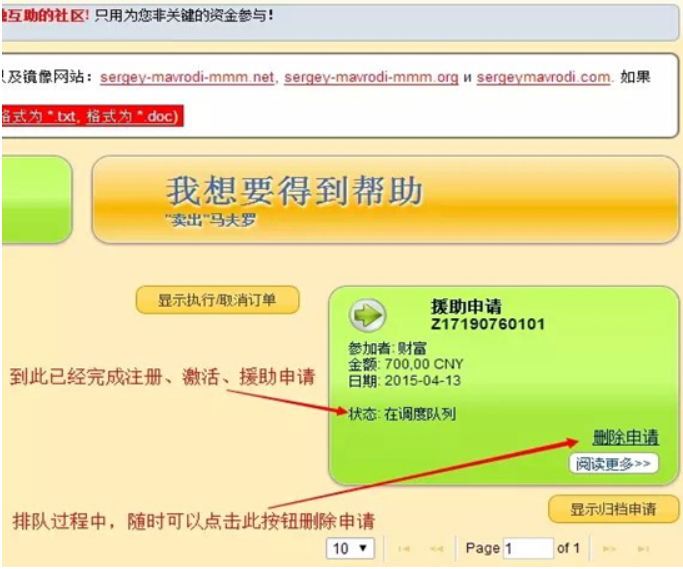 互助的社区! 只用为您非关键的资金参与!
及镜像网站: sergey-mavrodi-mmm.net, sergey-mavrodi-mmm.org и sergeymavrodi.com. 如果
格式为 *.txt, 格式为 *.doc)
我想要得到帮助
"卖出"马夫罗
显示执行/取消订单
援助申请
Z17190760101
参加者: 财富
金额: 700,00 CNY
日期: 2015-04-13
到此已经完成注册、激活、援助申请
状态: 在调度队列
删除申请
阅读更多>>
显示归档申请
排队过程中，随时可以点击此按钮删除申请
10
Page 1 of 1